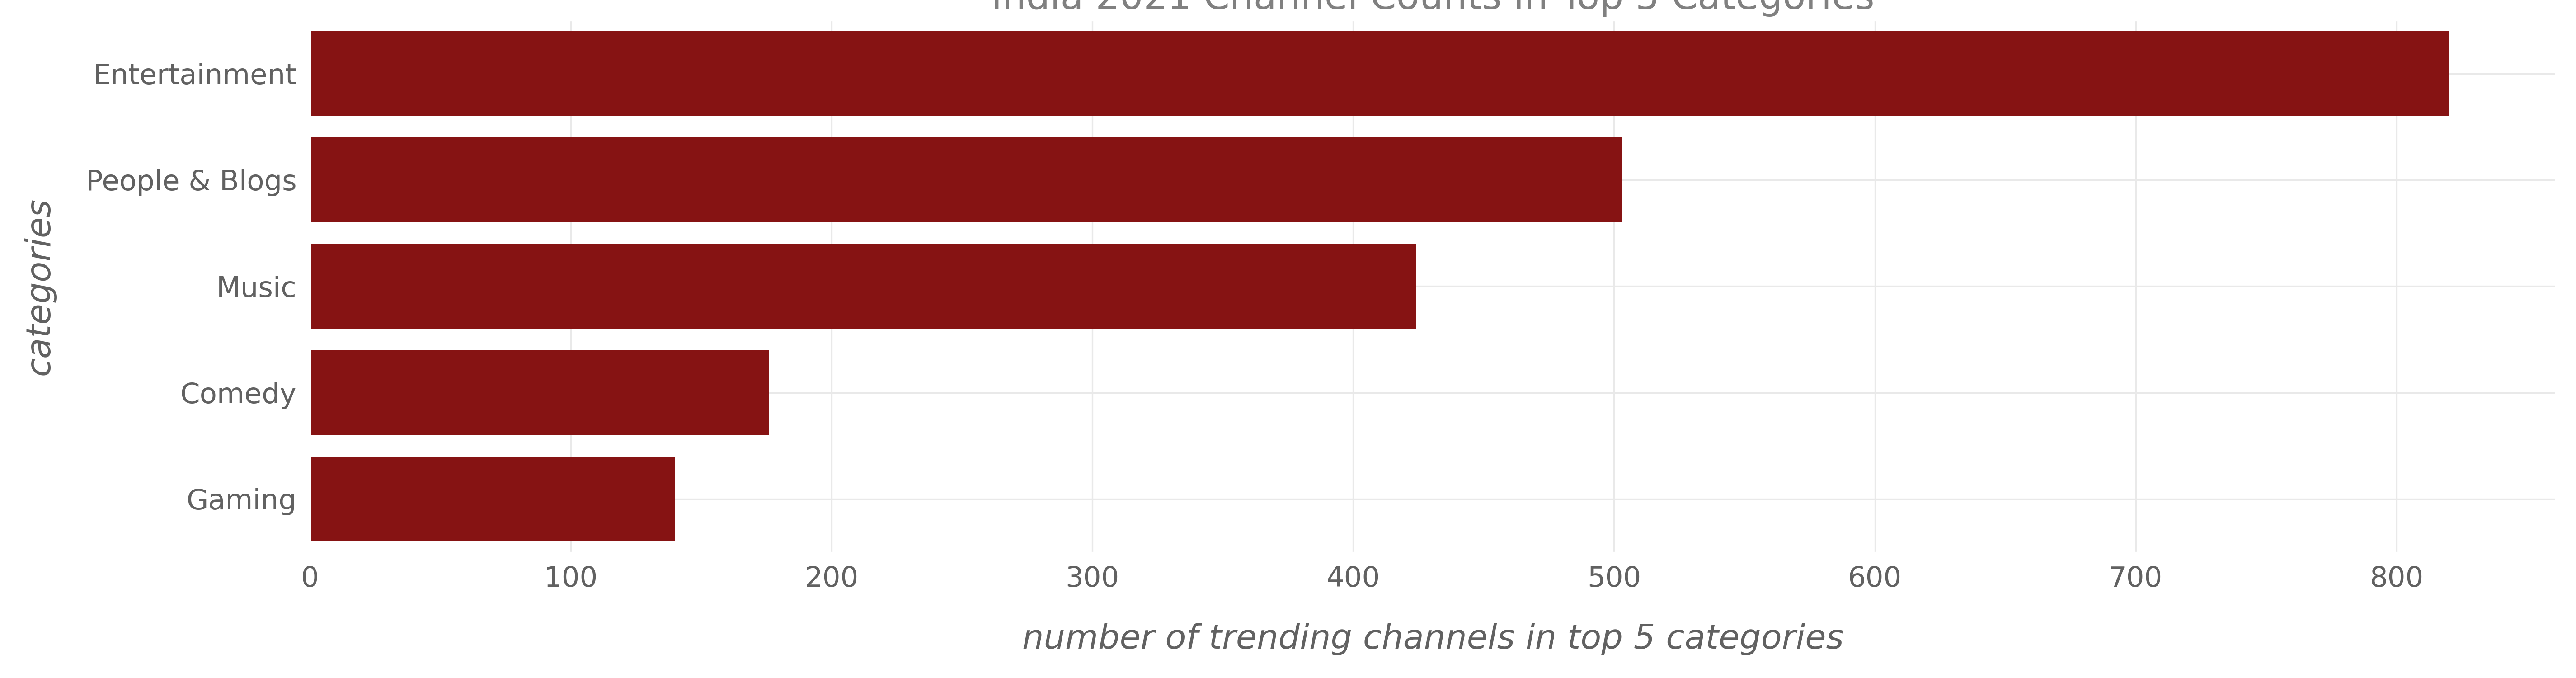 India 2021 Channel Counts in Top 5 Categories
Entertainment
People & Blogs
Music
Comedy
Gaming
categories
0 100 200 300 400 500 600 700 800
number of trending channels in top 5 categories